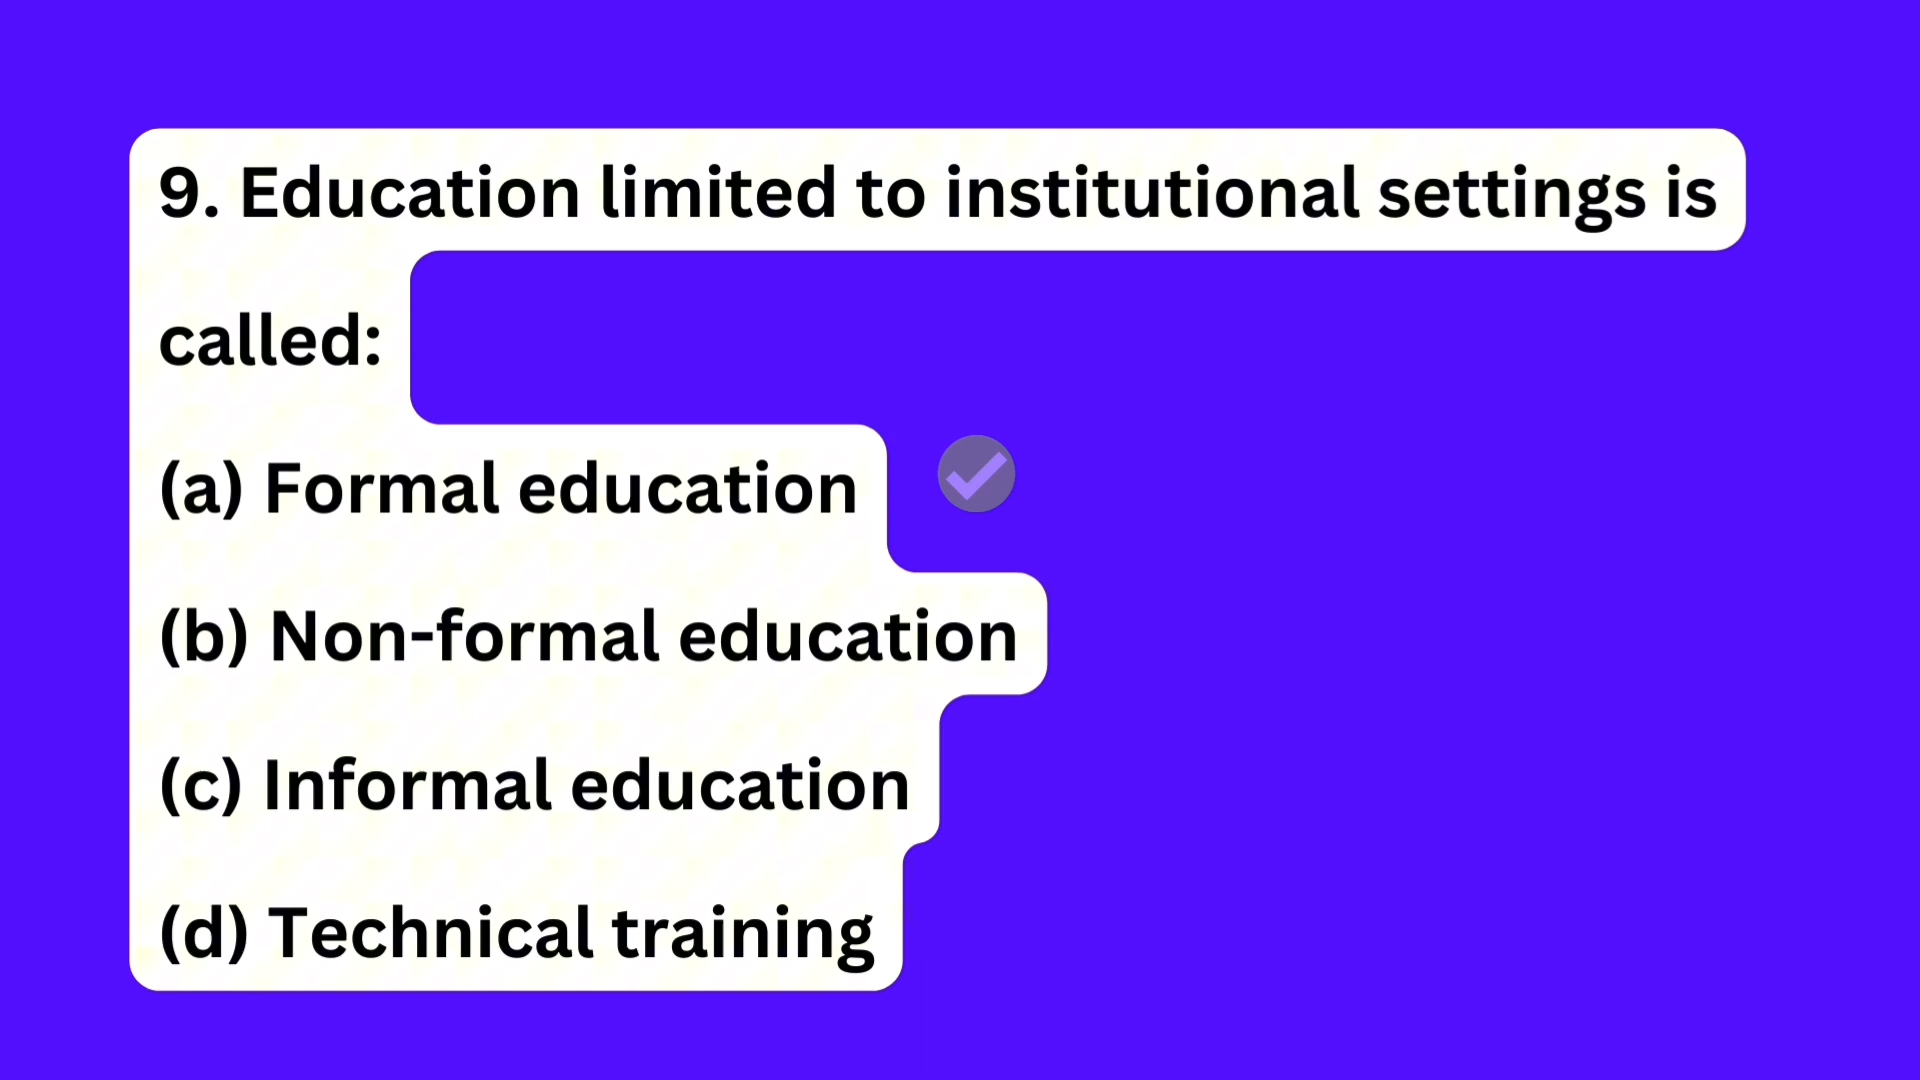 9. Education limited to institutional settings is
called:
(a) Formal education
(b) Non-formal education
(c) Informal education
(d) Technical training